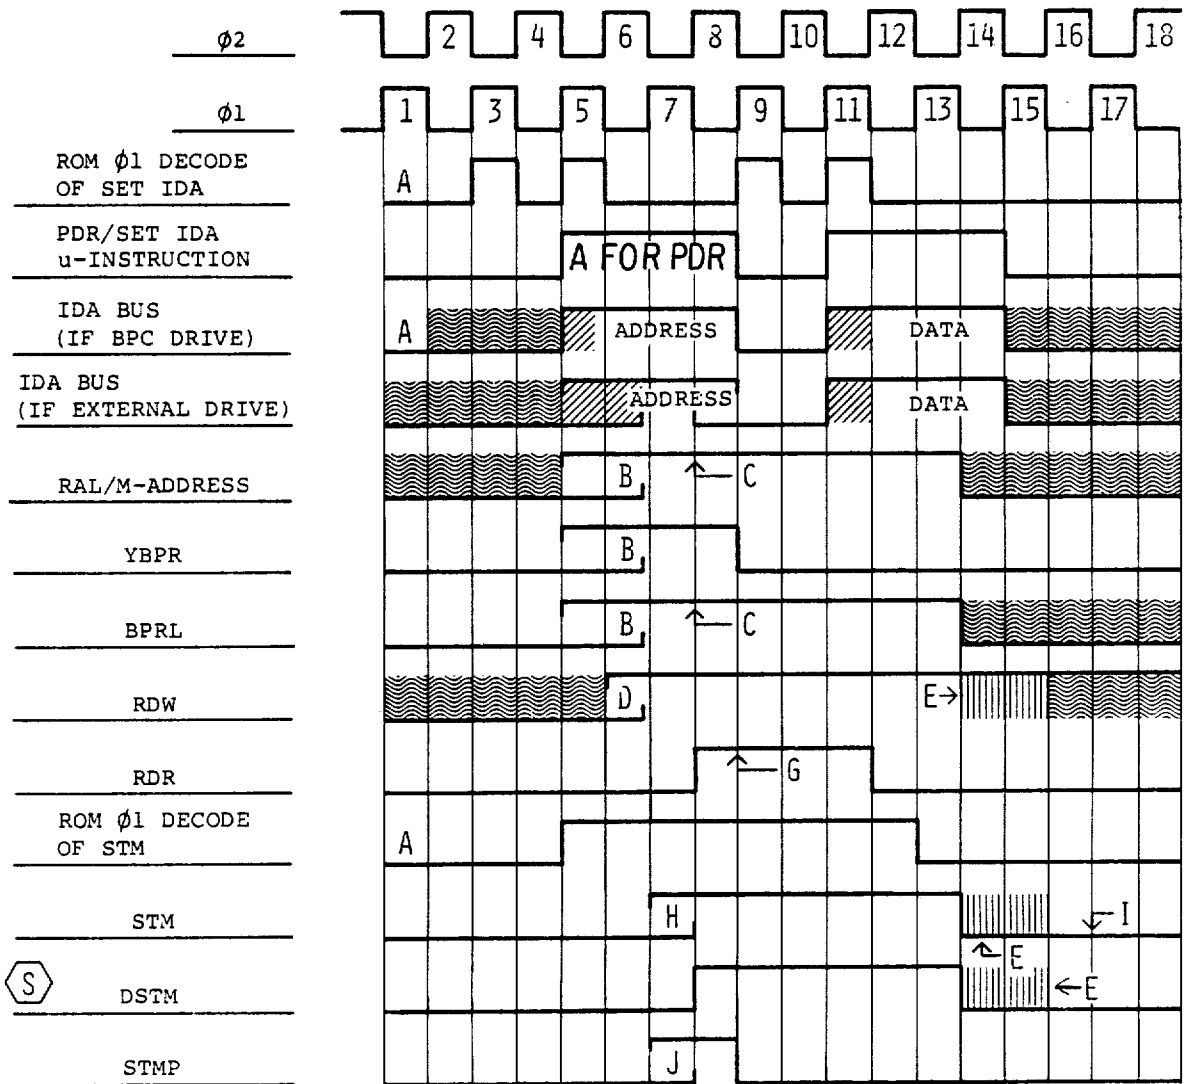 ϕ2 2 4 6 8 10 12 14 16 18
ϕ1 1 3 5 7 9 11 13 15 17
ROM ϕ1 DECODE
OF SET IDA
A
PDR/SET IDA
u-INSTRUCTION
A FOR PDR
IDA BUS
(IF BPC DRIVE)
A ADDRESS DATA
IDA BUS
(IF EXTERNAL DRIVE)
ADDRESS DATA
RAL/M-ADDRESS B C
YBPR B
BPRL B C
RDW D E
RDR G
ROM ϕ1 DECODE
OF STM
A
STM H I
E
S DSTM E
STMP J